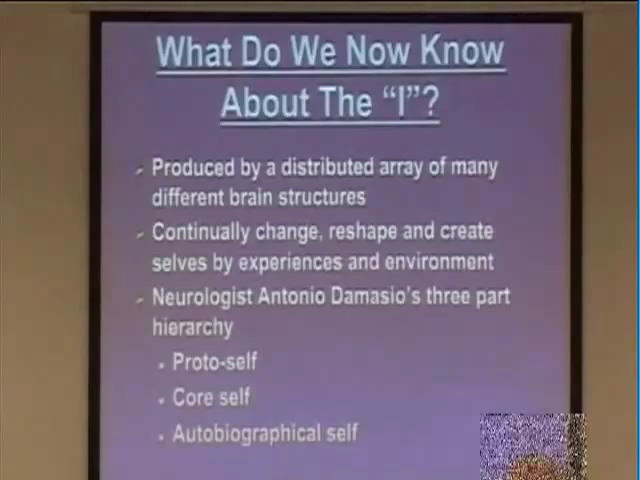 What Do We Now Know
About The “I”?
Produced by a distributed array of many
different brain structures
Continually change, reshape and create
selves by experiences and environment
Neurologist Antonio Damasio's three part
hierarchy
Proto-self
Core self
Autobiographical self